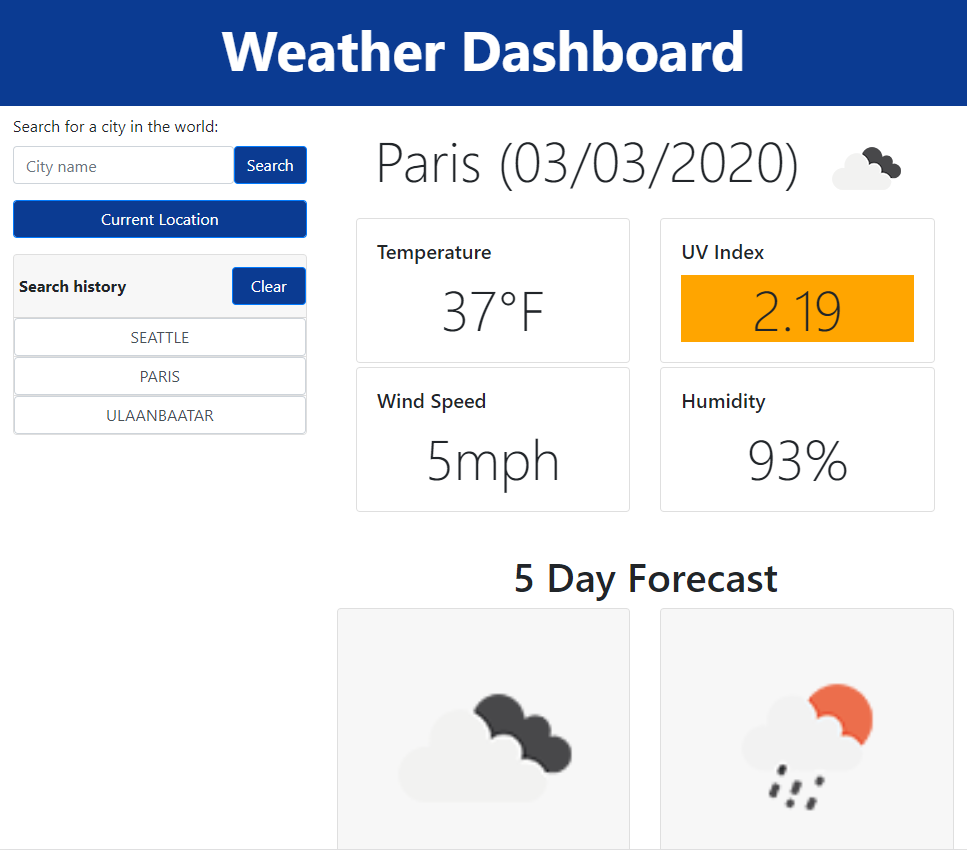 Weather Dashboard
Search for a city in the world:
City name
Search
Current Location
Search history
Clear
SEATTLE
PARIS
ULAANBAATAR
Paris (03/03/2020)
Temperature
37°F
UV Index
2.19
Wind Speed
5mph
Humidity
93%
5 Day Forecast